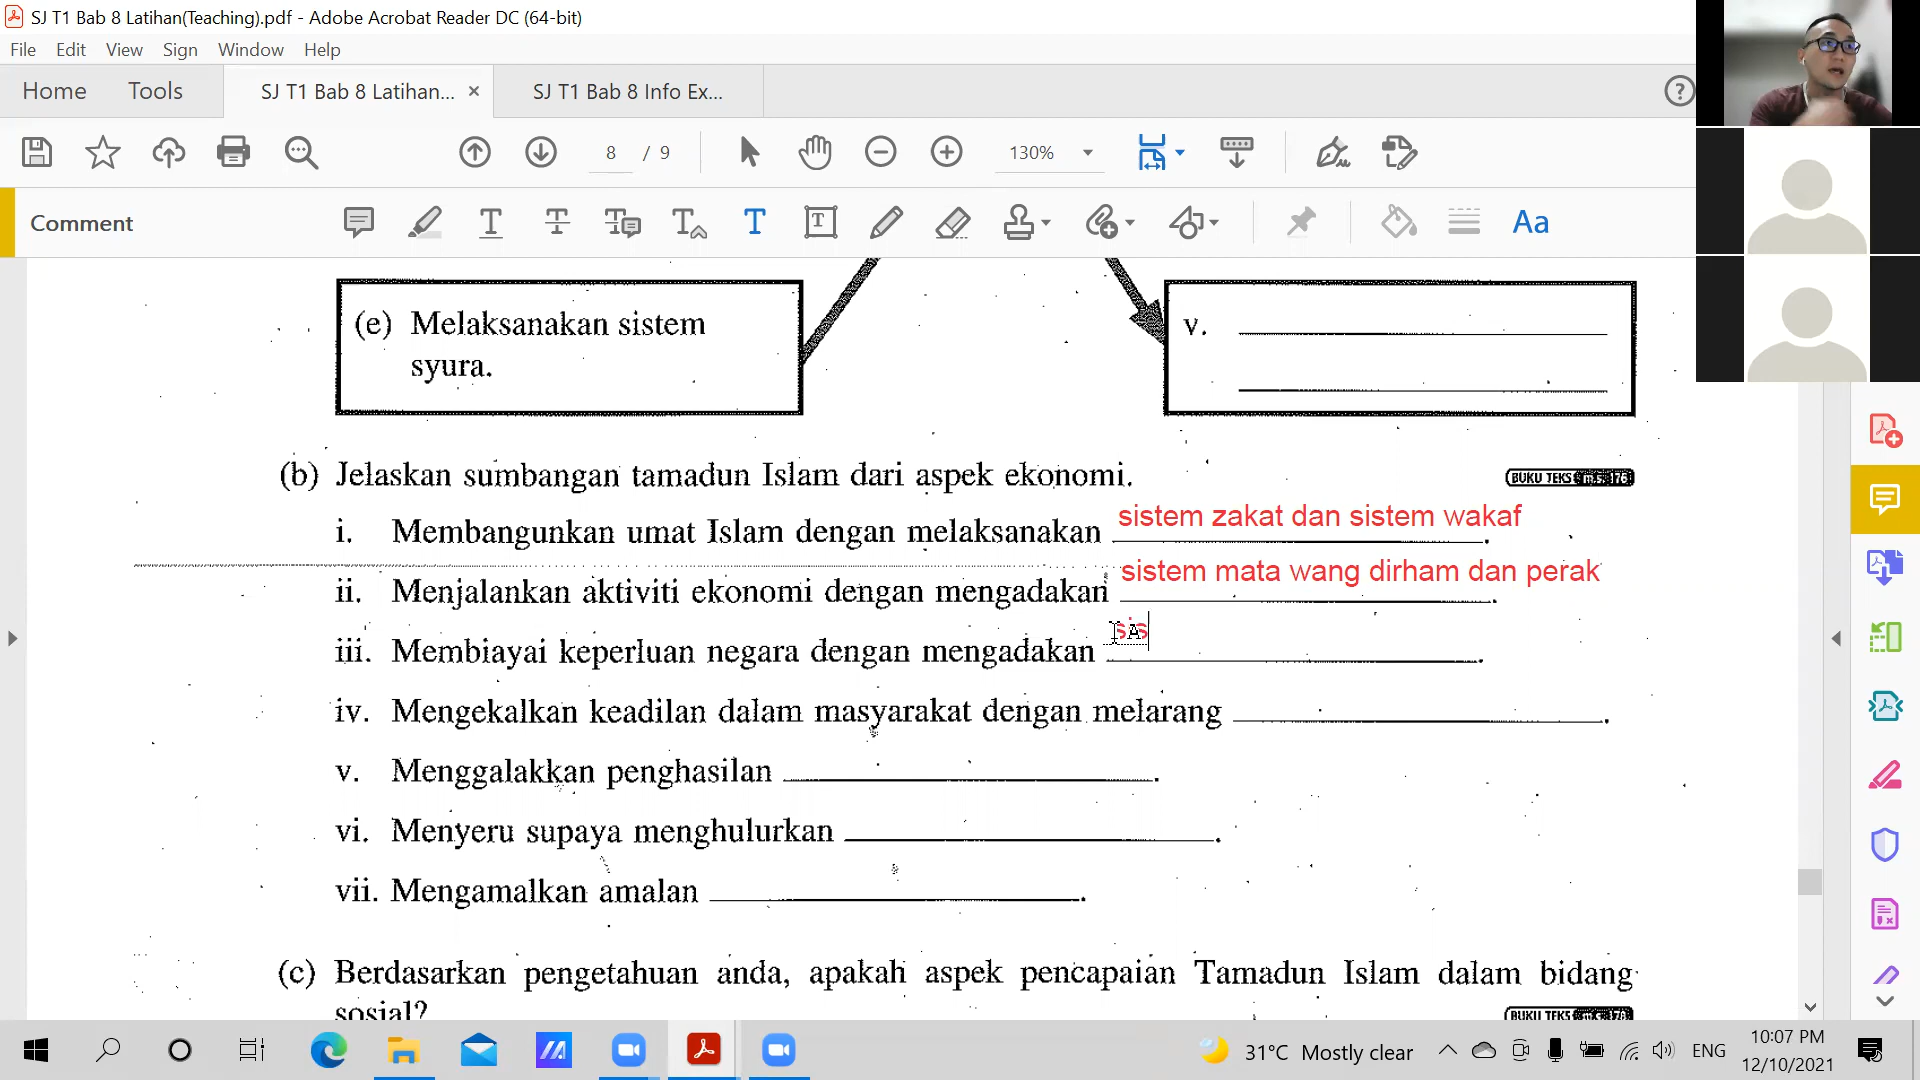 SJ T1 Bab 8 Latihan(Teaching).pdf - Adobe Acrobat Reader DC (64-bit)
File Edit View Sign Window Help
Home Tools SJ T1 Bab 8 Latihan... × SJ T1 Bab 8 Info Ex...
8 / 9 130%
Comment
(e) Melaksanakan sistem
syura.
v.
(b) Jelaskan sumbangan tamadun Islam dari aspek ekonomi.
BUKU TEKS m.s. 176
i. Membangunkan umat Islam dengan melaksanakan sistem zakat dan sistem wakaf.
ii. Menjalankan aktiviti ekonomi dengan mengadakan sistem mata wang dirham dan perak.
iii. Membiayai keperluan negara dengan mengadakan sis.
iv. Mengekalkan keadilan dalam masyarakat dengan melarang .
v. Menggalakkan penghasilan .
vi. Menyeru supaya menghulurkan .
vii. Mengamalkan amalan .
(c) Berdasarkan pengetahuan anda, apakah aspek pencapaian Tamadun Islam dalam bidang
sosial?
BUKU TEKS
31°C Mostly clear ENG 10:07 PM
12/10/2021